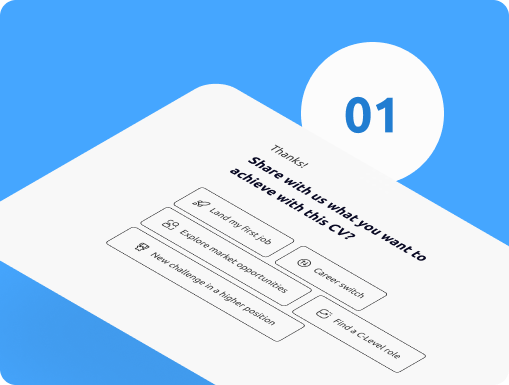 01
Thanks!
Share with us what you want to
achieve with this CV?
Land my first job
Career switch
Explore market opportunities
Find a C-Level role
New challenge in a higher position